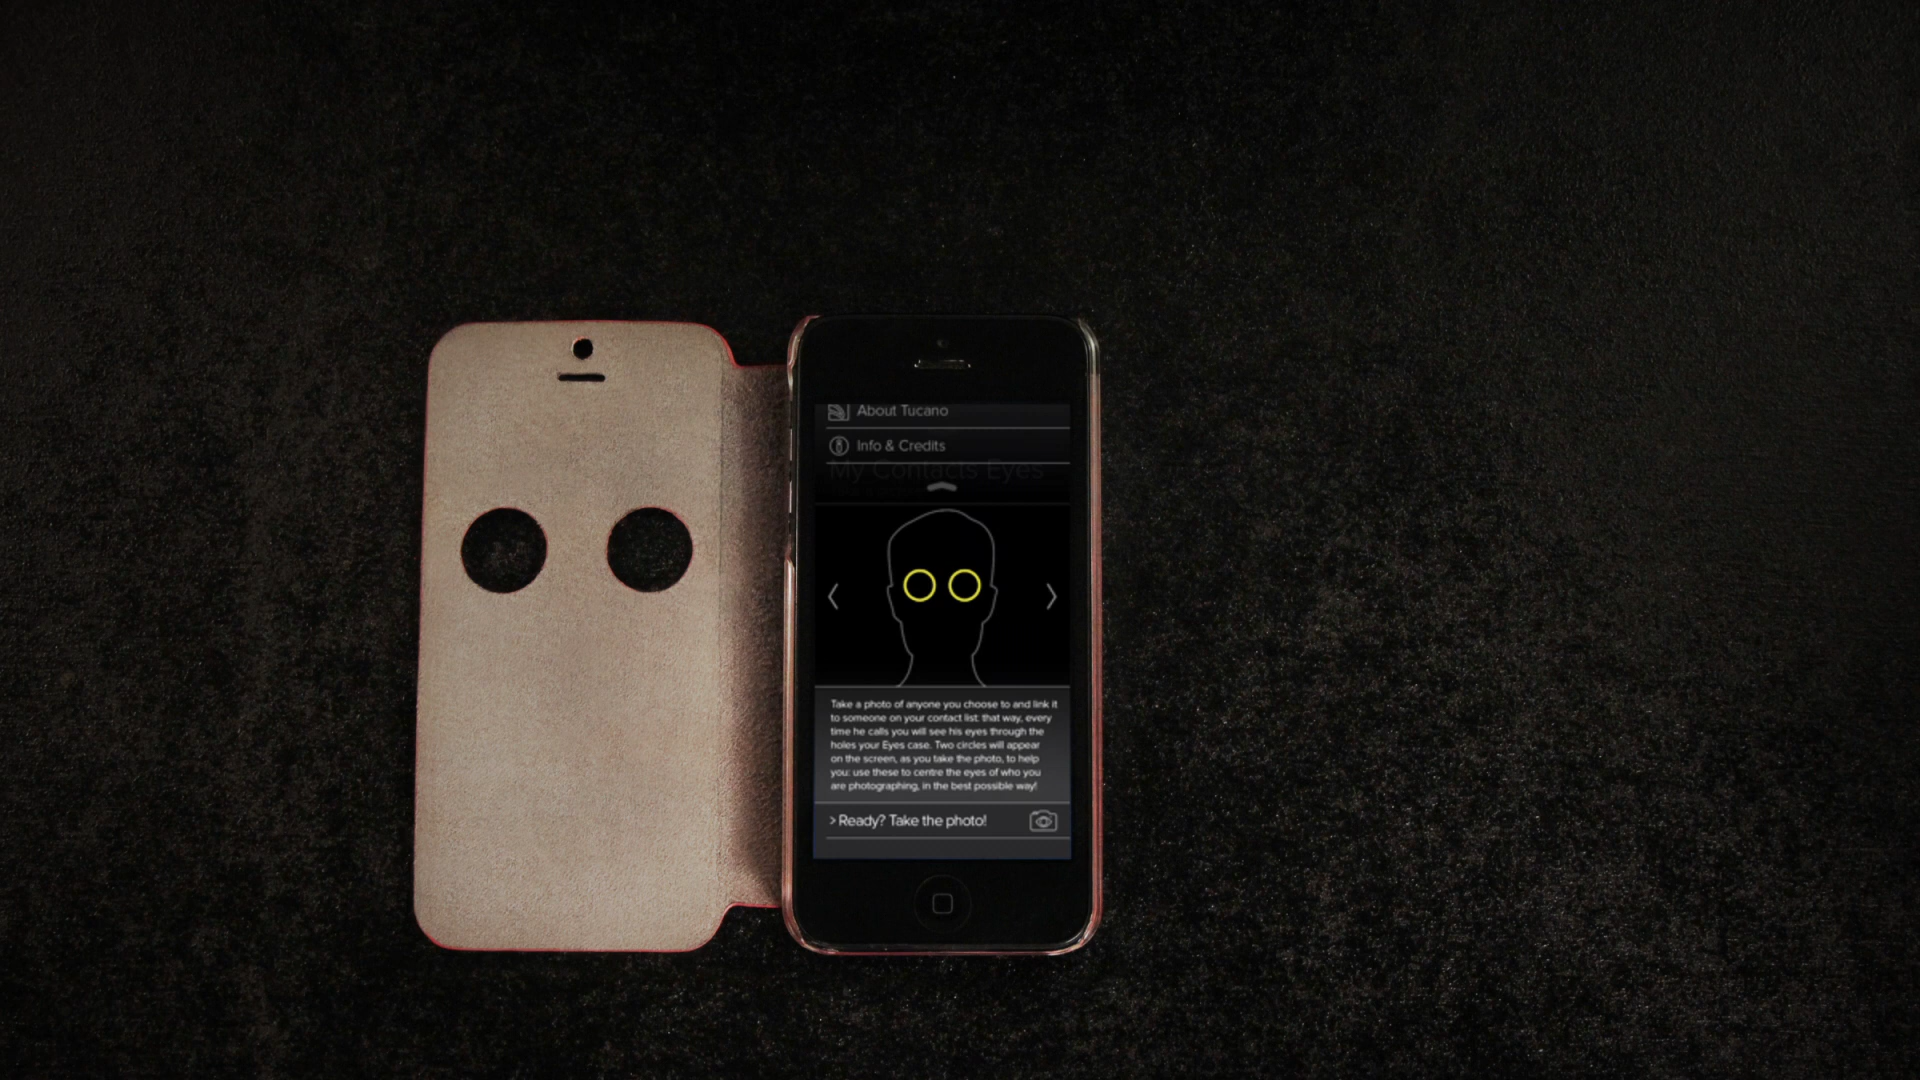 About Tucano
Info & Credits
My Contacts Eyes
Take a photo of anyone you choose to and link it
to someone on your contact list: that way, every
time he calls you will see his eyes through the
holes your Eyes case. Two circles will appear
on the screen, as you take the photo, to help
you: use these to centre the eyes of who you
are photographing, in the best possible way!
> Ready? Take the photo!